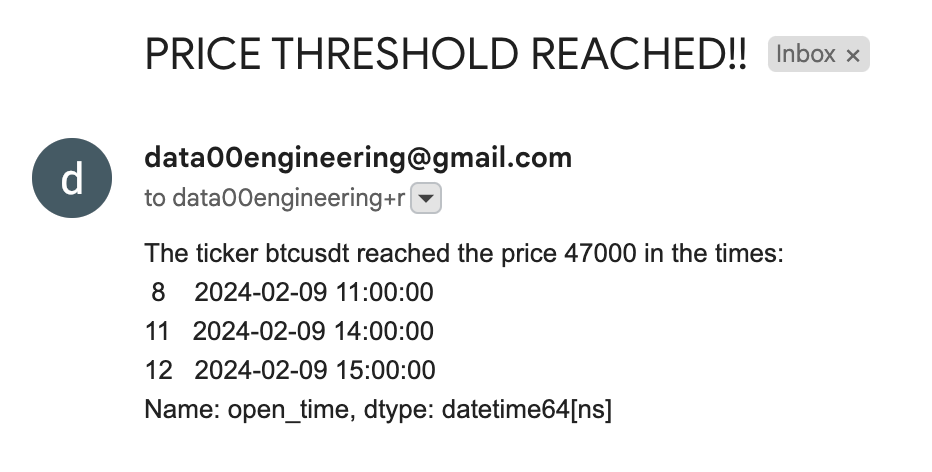 PRICE THRESHOLD REACHED!! Inbox ×
d
data00engineering@gmail.com
to data00engineering+r
The ticker btcusdt reached the price 47000 in the times:
8 2024-02-09 11:00:00
11 2024-02-09 14:00:00
12 2024-02-09 15:00:00
Name: open_time, dtype: datetime64[ns]